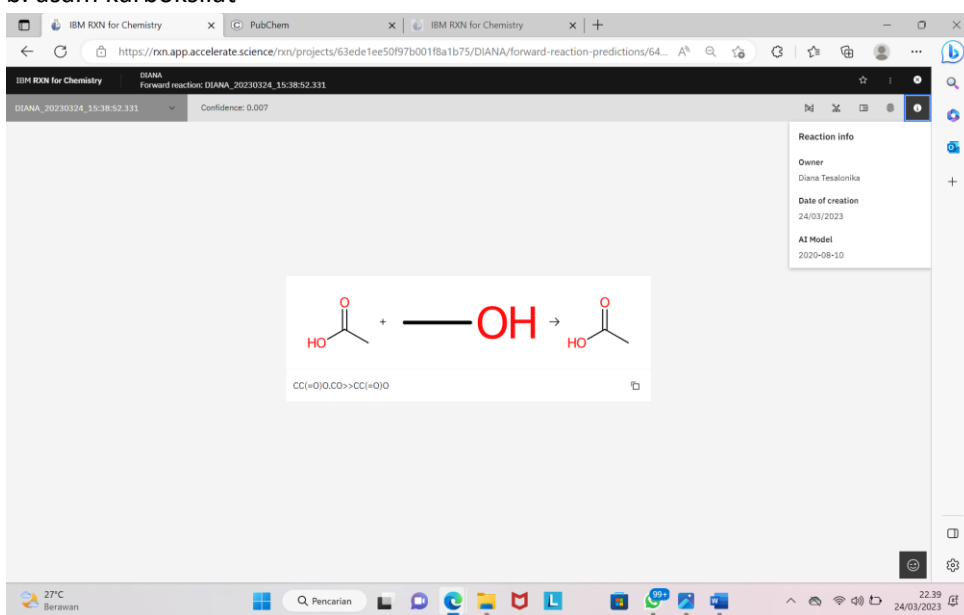 b. asam karboksilat
IBM RXN for Chemistry
PubChem
IBM RXN for Chemistry
https://rxn.app.accelerate.science/rxn/projects/63ede1ee50f97b001f8a1b75/DIANA/forward-reaction-predictions/64...
IBM RXN for Chemistry
DIANA
Forward reaction: DIANA_20230324_15:38:52.331
DIANA_20230324_15:38:52.331
Confidence: 0.007
Reaction info
Owner
Diana Tesalonika
Date of creation
24/03/2023
AI Model
2020-08-10
O
HO
+
OH
→
O
HO
CC(=O)O.CO>>CC(=O)O
27°C
Berawan
Pencarian
99+
22.39
24/03/2023